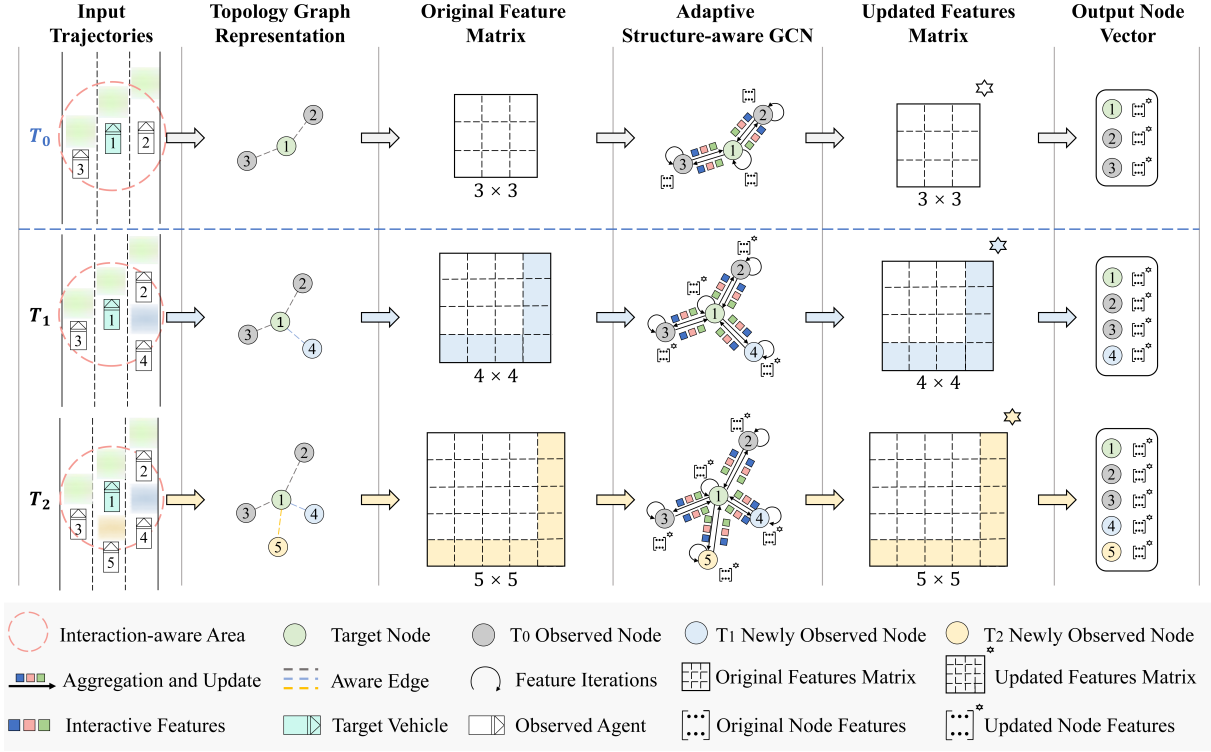 Input
Trajectories
Topology Graph
Representation
Original Feature
Matrix
Adaptive
Structure-aware GCN
Updated Features
Matrix
Output Node
Vector
T0
1
2
3
2
1
3
3 × 3
2
1
3
[...]
[...]
[...]
3 × 3
1 [...]
2 [...]
3 [...]
T1
2
1
3
4
2
1
3
4
4 × 4
2
1
3
4
[...]
[...]
[...]
[...]
4 × 4
1 [...]
2 [...]
3 [...]
4 [...]
T2
2
1
3
4
5
2
1
3
4
5
5 × 5
2
1
3
4
5
[...]
[...]
[...]
[...]
[...]
5 × 5
1 [...]
2 [...]
3 [...]
4 [...]
5 [...]
Interaction-aware Area
Target Node
T0 Observed Node
T1 Newly Observed Node
T2 Newly Observed Node
Aggregation and Update
Aware Edge
Feature Iterations
Original Features Matrix
Updated Features Matrix
Interactive Features
Target Vehicle
Observed Agent
[...] Original Node Features
[...] Updated Node Features